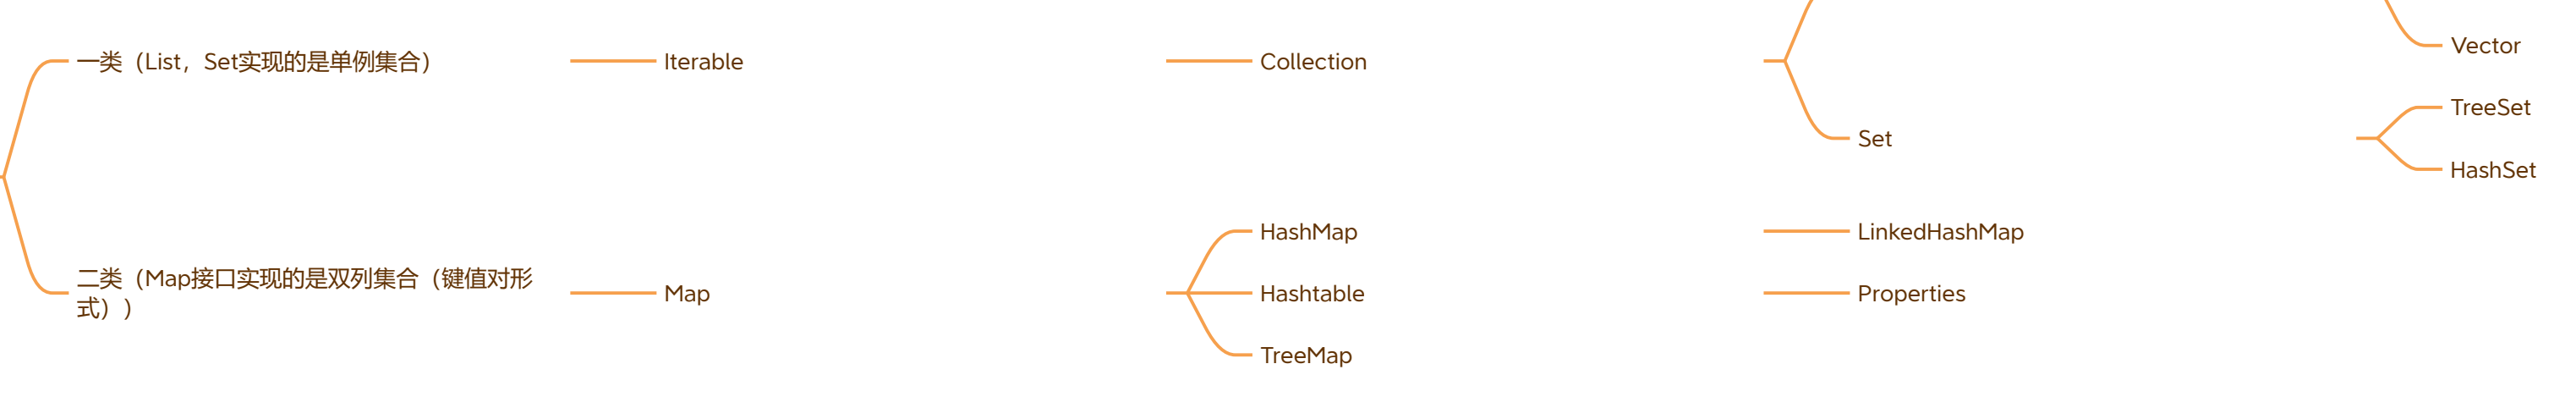 一类（List，Set实现的是单例集合）
Iterable
Collection
Vector
Set
TreeSet
HashSet
二类（Map接口实现的是双列集合（键值对形
式））
Map
HashMap
LinkedHashMap
Hashtable
Properties
TreeMap